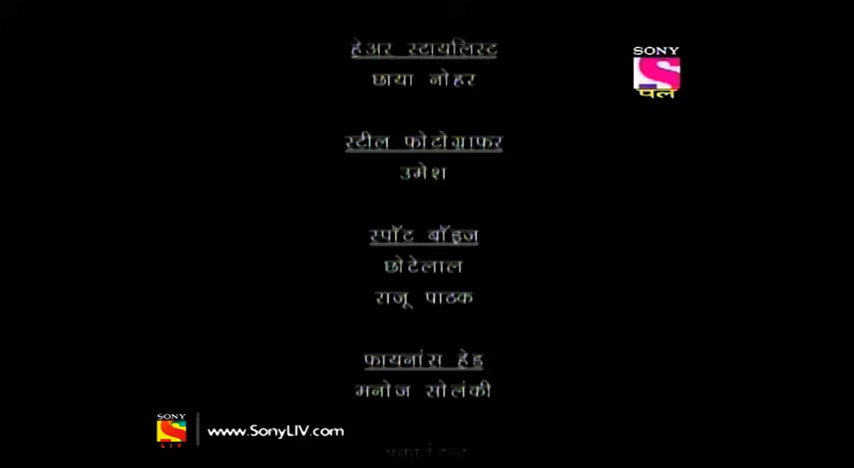 हेअर स्टायलिस्ट
छाया नोहर
SONY
पल
स्टील फोटोग्राफर
उमेश
स्पॉट बॉइज
छोटेलाल
राजू पाठक
फायनांस हेड
मनोज सोलंकी
SONY
LIV
www.SonyLIV.com